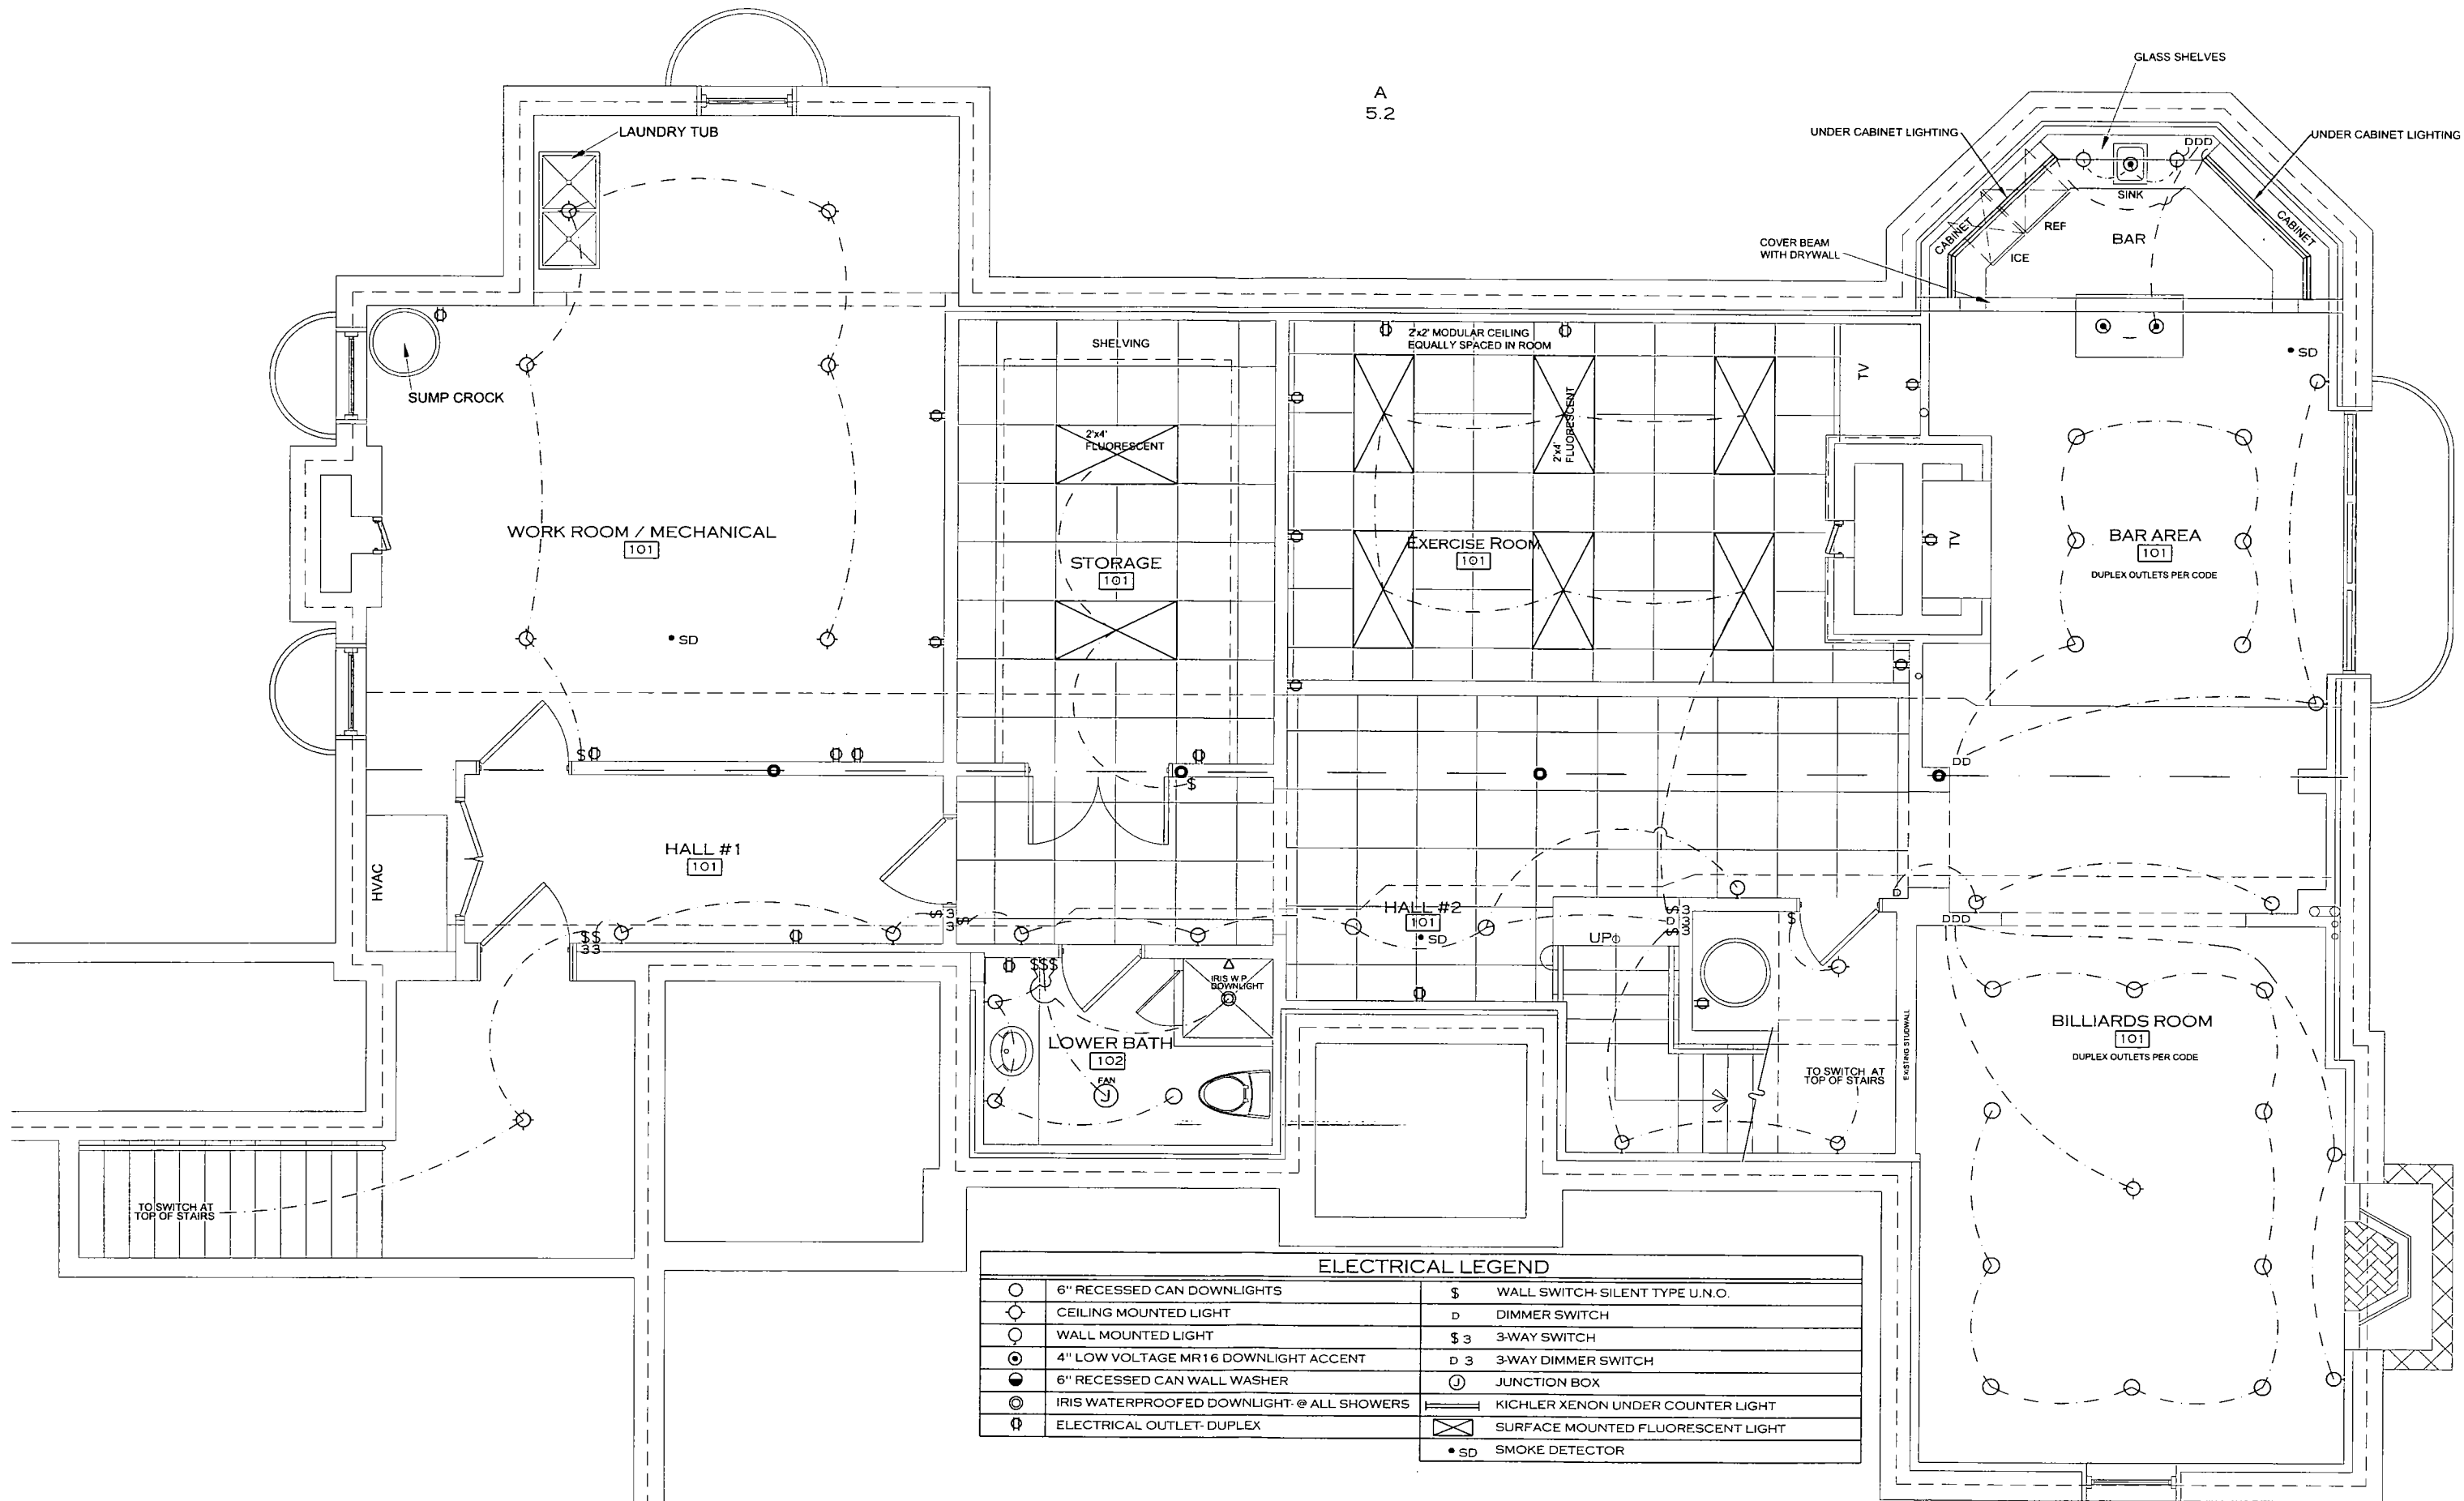 A
5.2
GLASS SHELVES
UNDER CABINET LIGHTING
UNDER CABINET LIGHTING
LAUNDRY TUB
DDD
SINK
CABINET
CABINET
REF
BAR
ICE
COVER BEAM
WITH DRYWALL
SHELVING
2'x2' MODULAR CEILING
EQUALLY SPACED IN ROOM
SD
TV
SUMP CROCK
2'x4'
FLUORESCENT
2'x4'
FLUORESCENT
WORK ROOM / MECHANICAL
101
STORAGE
101
EXERCISE ROOM
101
TV
BAR AREA
101
DUPLEX OUTLETS PER CODE
SD
$
DD
$
HALL #1
101
HVAC
HALL #2
101
SD
$ 3
3
$
$$
33
$ 3
D 3
$ 3
$
D
DDD
UP
$$$
IRIS W.P.
DOWNLIGHT
LOWER BATH
102
FAN
J
EXISTING STUDWALL
BILLIARDS ROOM
101
DUPLEX OUTLETS PER CODE
TO SWITCH AT
TOP OF STAIRS
TO SWITCH AT
TOP OF STAIRS
ELECTRICAL LEGEND
6" RECESSED CAN DOWNLIGHTS
$ WALL SWITCH- SILENT TYPE U.N.O.
CEILING MOUNTED LIGHT
D DIMMER SWITCH
WALL MOUNTED LIGHT
$ 3 3-WAY SWITCH
4" LOW VOLTAGE MR16 DOWNLIGHT ACCENT
D 3 3-WAY DIMMER SWITCH
6" RECESSED CAN WALL WASHER
J JUNCTION BOX
IRIS WATERPROOFED DOWNLIGHT- @ ALL SHOWERS
KICHLER XENON UNDER COUNTER LIGHT
ELECTRICAL OUTLET- DUPLEX
SURFACE MOUNTED FLUORESCENT LIGHT
SD SMOKE DETECTOR